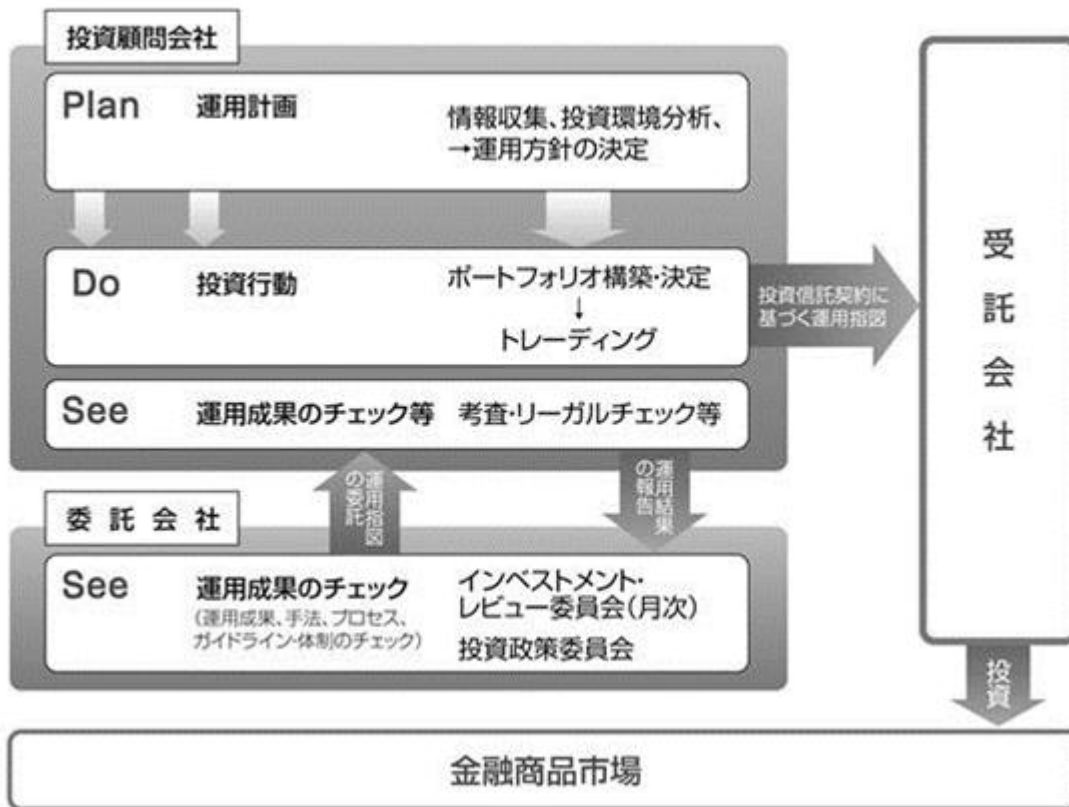 投資顧問会社
Plan 運用計画
情報収集、投資環境分析、
→運用方針の決定
Do 投資行動
ポートフォリオ構築・決定
↓
トレーディング
投資信託契約に
基づく運用指図
See 運用成果のチェック等 考査・リーガルチェック等
運用指図
の委託
運用結果
の報告
委託会社
See 運用成果のチェック
(運用成果、手法、プロセス、
ガイドライン・体制のチェック)
インベストメント・
レビュー委員会(月次)
投資政策委員会
受託会社
投資
金融商品市場